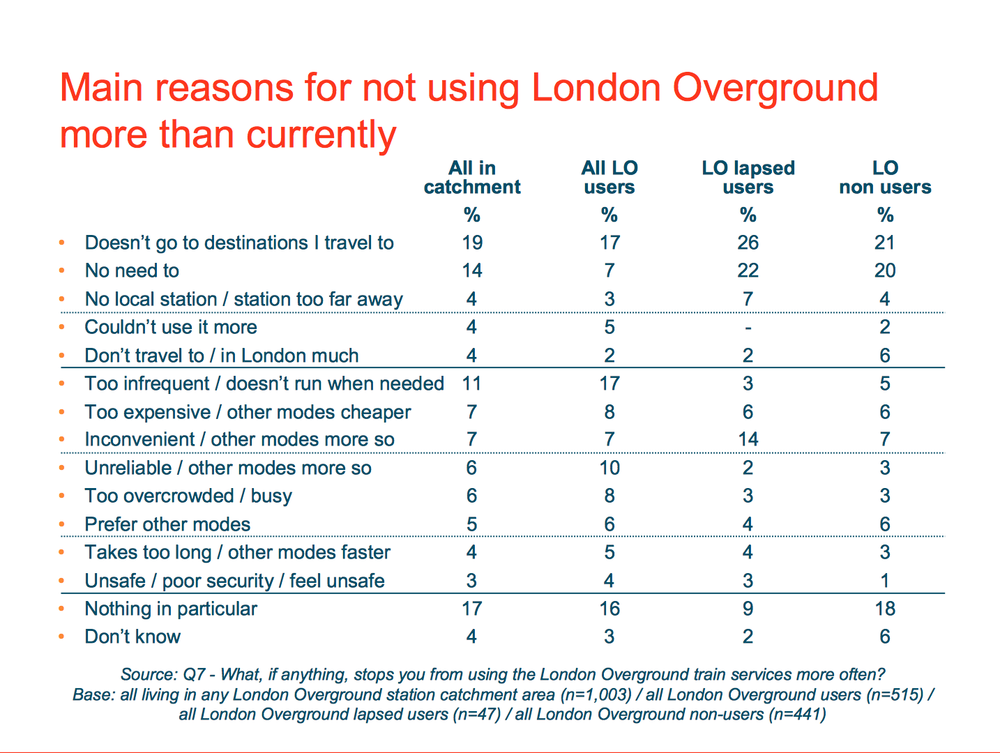 Main reasons for not using London Overground
more than currently
All in catchment All LO users LO lapsed users LO non users
% % % %
• Doesn’t go to destinations I travel to 19 17 26 21
• No need to 14 7 22 20
• No local station / station too far away 4 3 7 4
• Couldn’t use it more 4 5 - 2
• Don’t travel to / in London much 4 2 2 6
• Too infrequent / doesn’t run when needed 11 17 3 5
• Too expensive / other modes cheaper 7 8 6 6
• Inconvenient / other modes more so 7 7 14 7
• Unreliable / other modes more so 6 10 2 3
• Too overcrowded / busy 6 8 3 3
• Prefer other modes 5 6 4 6
• Takes too long / other modes faster 4 5 4 3
• Unsafe / poor security / feel unsafe 3 4 3 1
• Nothing in particular 17 16 9 18
• Don’t know 4 3 2 6
Source: Q7 - What, if anything, stops you from using the London Overground train services more often?
Base: all living in any London Overground station catchment area (n=1,003) / all London Overground users (n=515) /
all London Overground lapsed users (n=47) / all London Overground non-users (n=441)